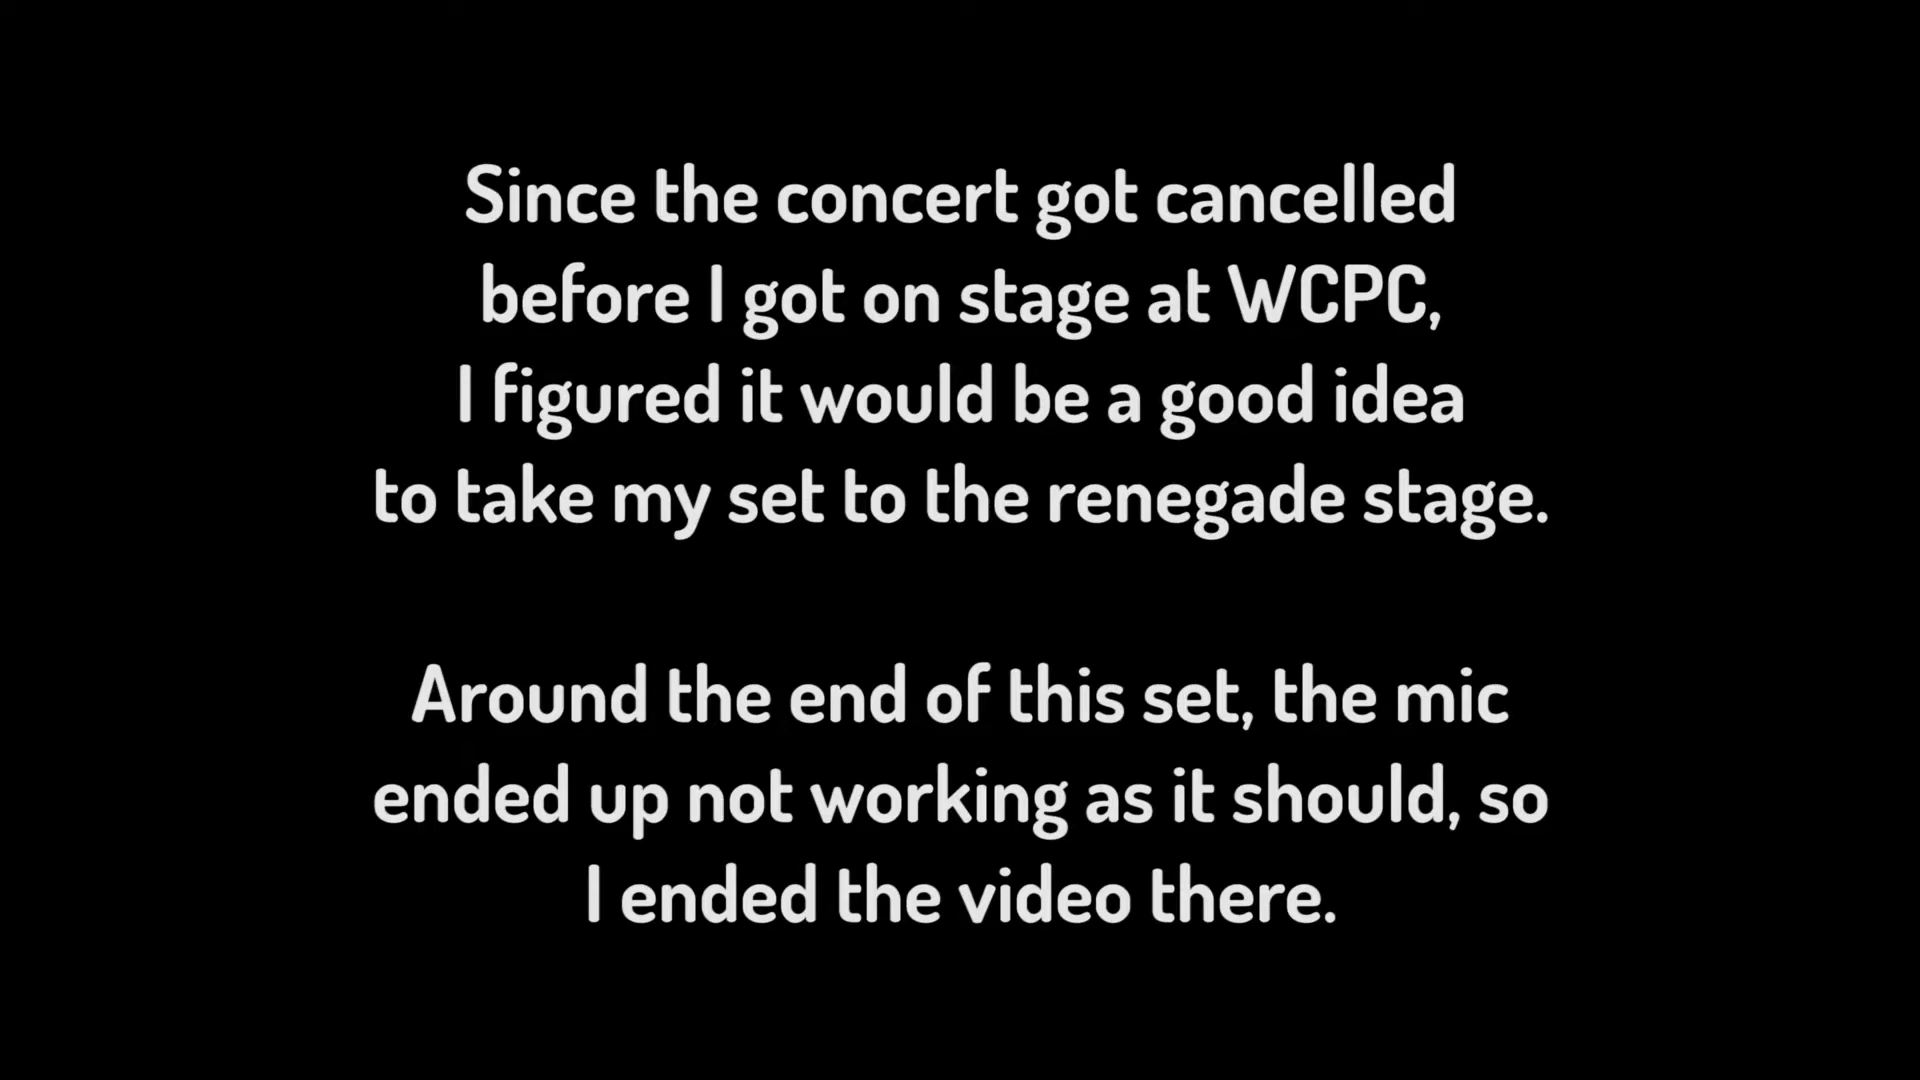 Since the concert got cancelled
before I got on stage at WCPC,
I figured it would be a good idea
to take my set to the renegade stage.
Around the end of this set, the mic
ended up not working as it should, so
I ended the video there.